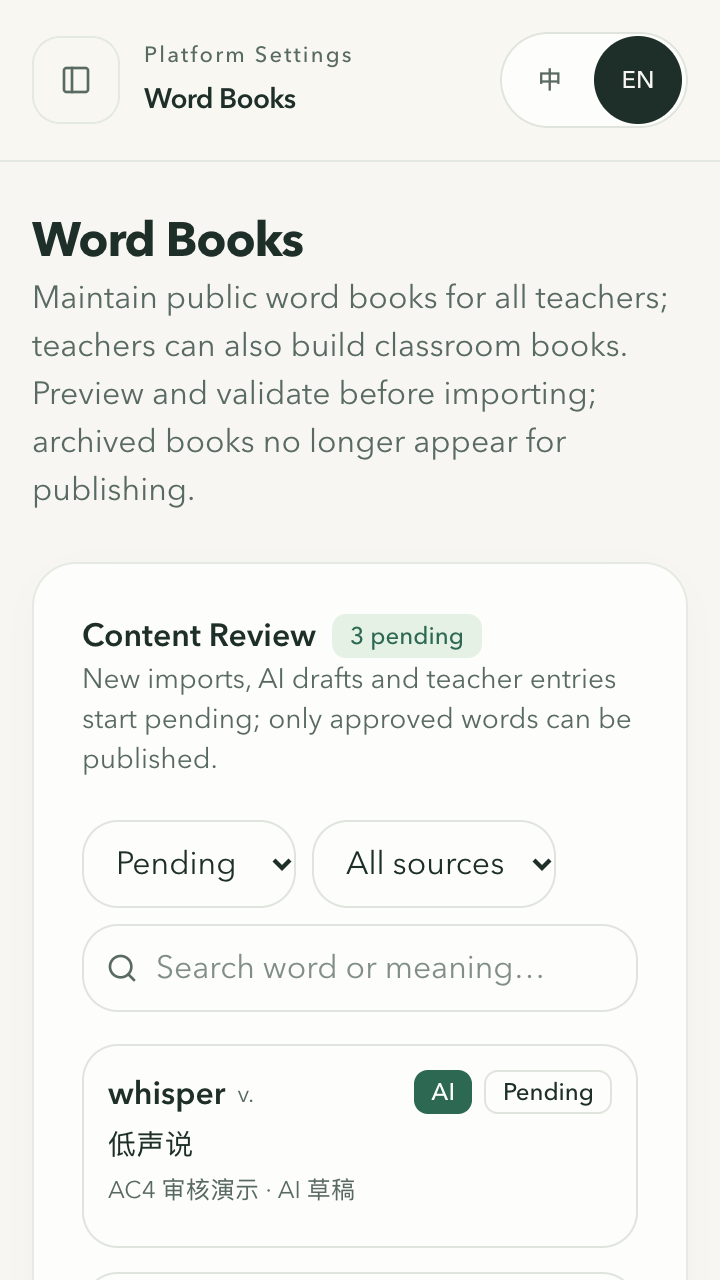 Platform Settings
Word Books
中
EN
Word Books
Maintain public word books for all teachers;
teachers can also build classroom books.
Preview and validate before importing;
archived books no longer appear for
publishing.
Content Review
3 pending
New imports, AI drafts and teacher entries
start pending; only approved words can be
published.
Pending
All sources
Search word or meaning…
whisper v.
AI
Pending
低声说
AC4 审核演示 · AI 草稿